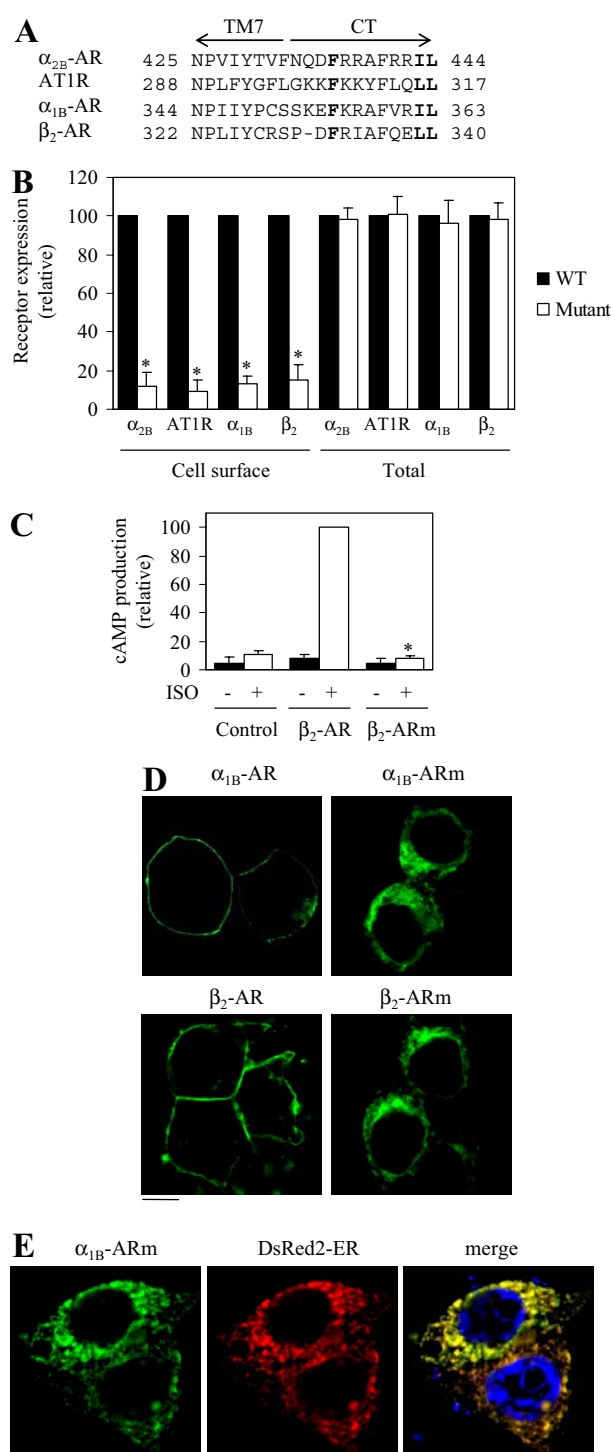 A
TM7 CT
α2B-AR 425 NPVIYTVFNQDFRRAFRRIL 444
AT1R 288 NPLFYGFLGKKFKKYFLQLL 317
α1B-AR 344 NPIIYPCSSKEFKRAFVRIL 363
β2-AR 322 NPLIYCRSP-DFRIAFQELL 340
B
Receptor expression
(relative)
120
100
80
60
40
20
0
* * * *
WT
Mutant
α2B AT1R α1B β2 α2B AT1R α1B β2
Cell surface Total
C
cAMP production
(relative)
100
80
60
40
20
0
*
ISO - + - + - +
Control β2-AR β2-ARm
D
α1B-AR α1B-ARm
β2-AR β2-ARm
E
α1B-ARm DsRed2-ER merge